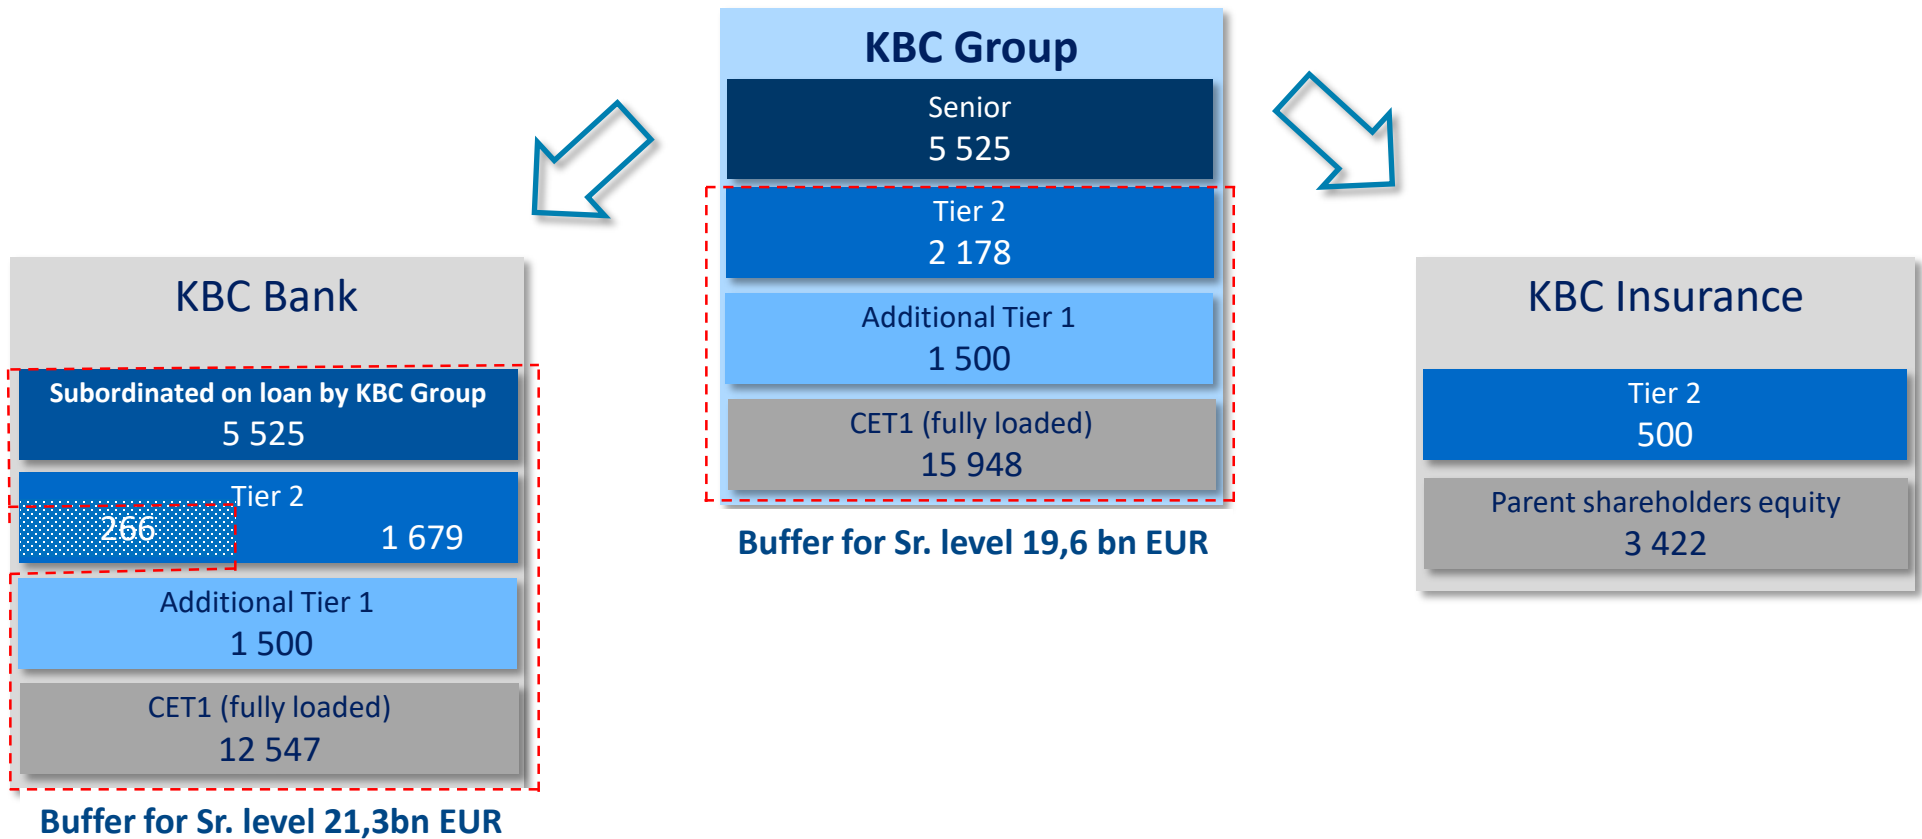 KBC Group
Senior
5 525
Tier 2
2 178
Additional Tier 1
1 500
CET1 (fully loaded)
15 948
Buffer for Sr. level 19,6 bn EUR
KBC Bank
Subordinated on loan by KBC Group
5 525
Tier 2
266
1 679
Additional Tier 1
1 500
CET1 (fully loaded)
12 547
Buffer for Sr. level 21,3bn EUR
KBC Insurance
Tier 2
500
Parent shareholders equity
3 422